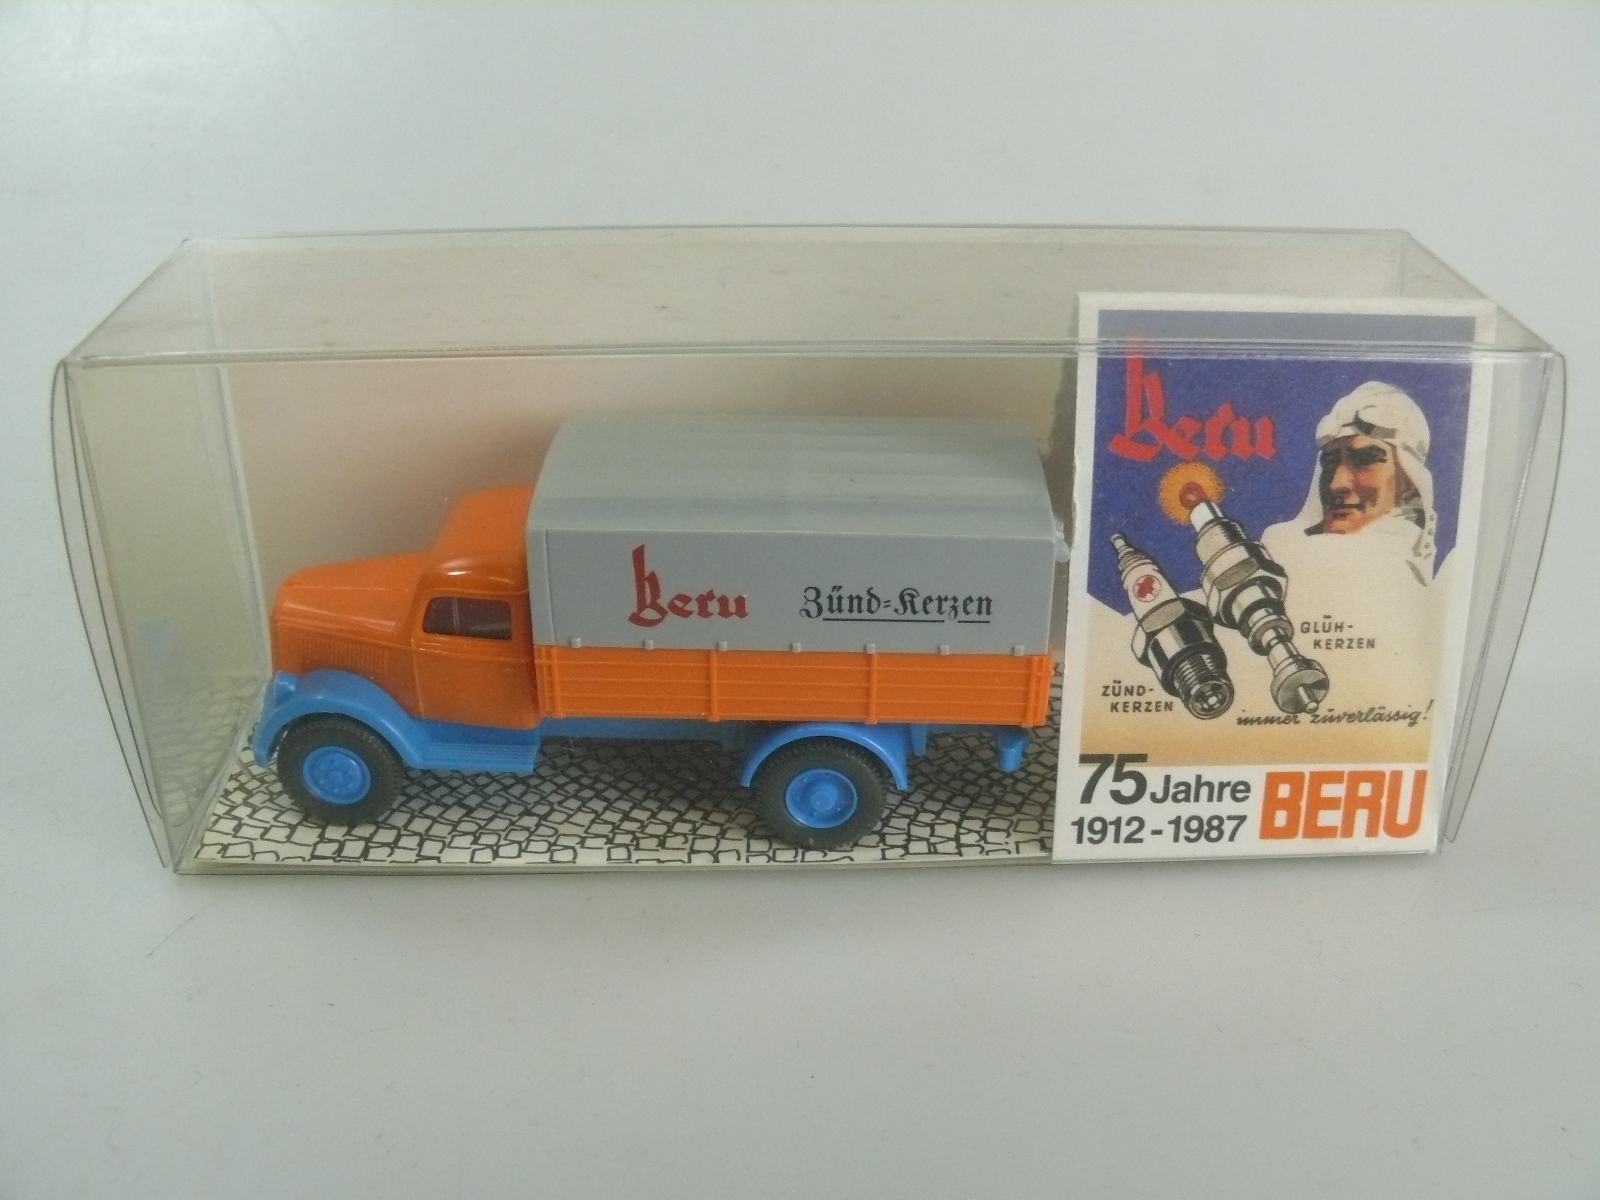 Beru Zünd-Kerzen
Beru
GLÜH-
KERZEN
ZÜND-
KERZEN
immer zuverlässig!
75 Jahre
1912-1987 BERU